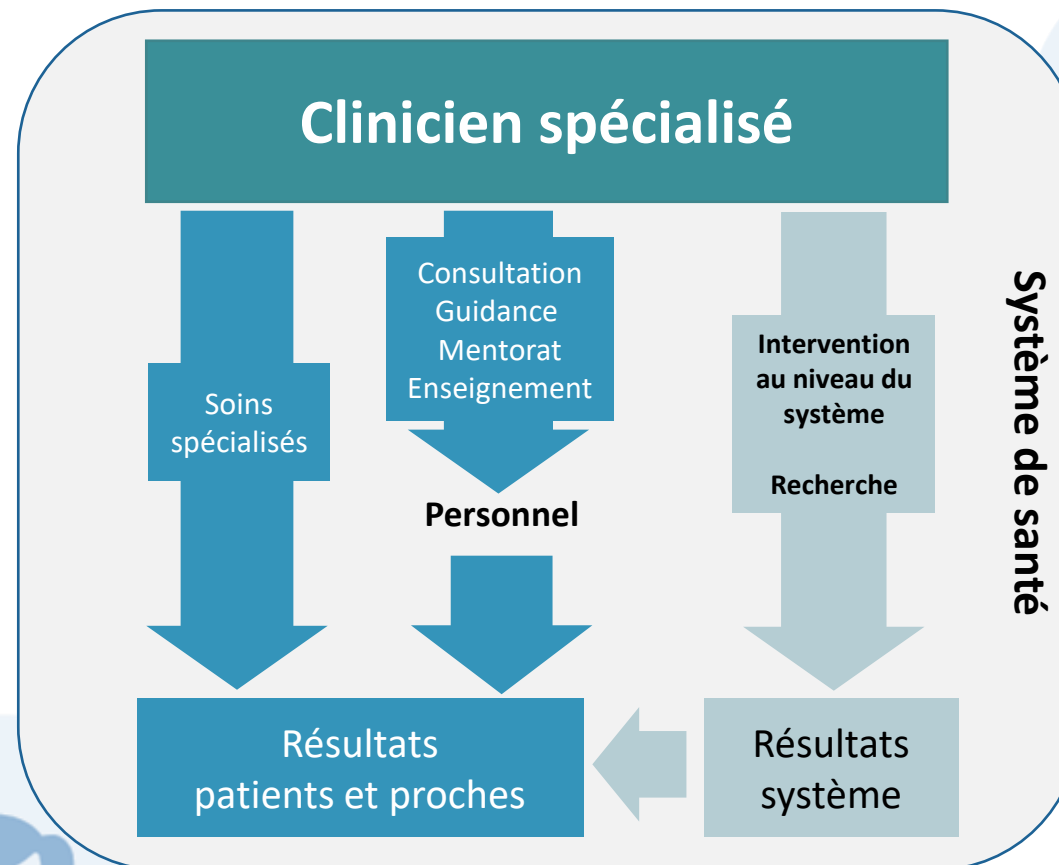 Clinicien spécialisé
Soins
spécialisés
Consultation
Guidance
Mentorat
Enseignement
Personnel
Intervention
au niveau du
système
Recherche
Système de santé
Résultats
patients et proches
Résultats
système